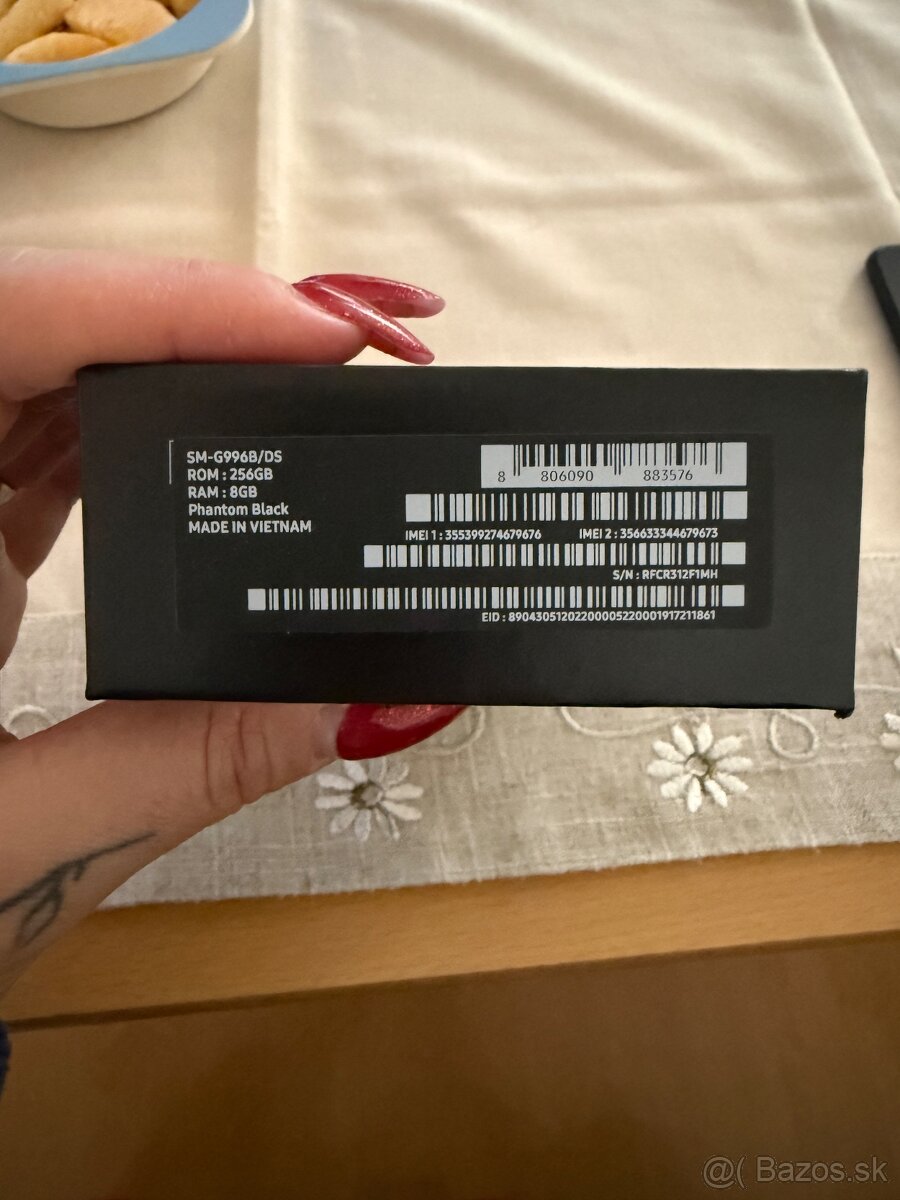 SM-G996B/DS
ROM : 256GB
RAM : 8GB
Phantom Black
MADE IN VIETNAM
8 806090 883576
IMEI 1 : 355399274679676 IMEI 2 : 356633344679673
S/N : RFCR312F1MH
EID : 89043051202200005220001917211861
@( Bazos.sk